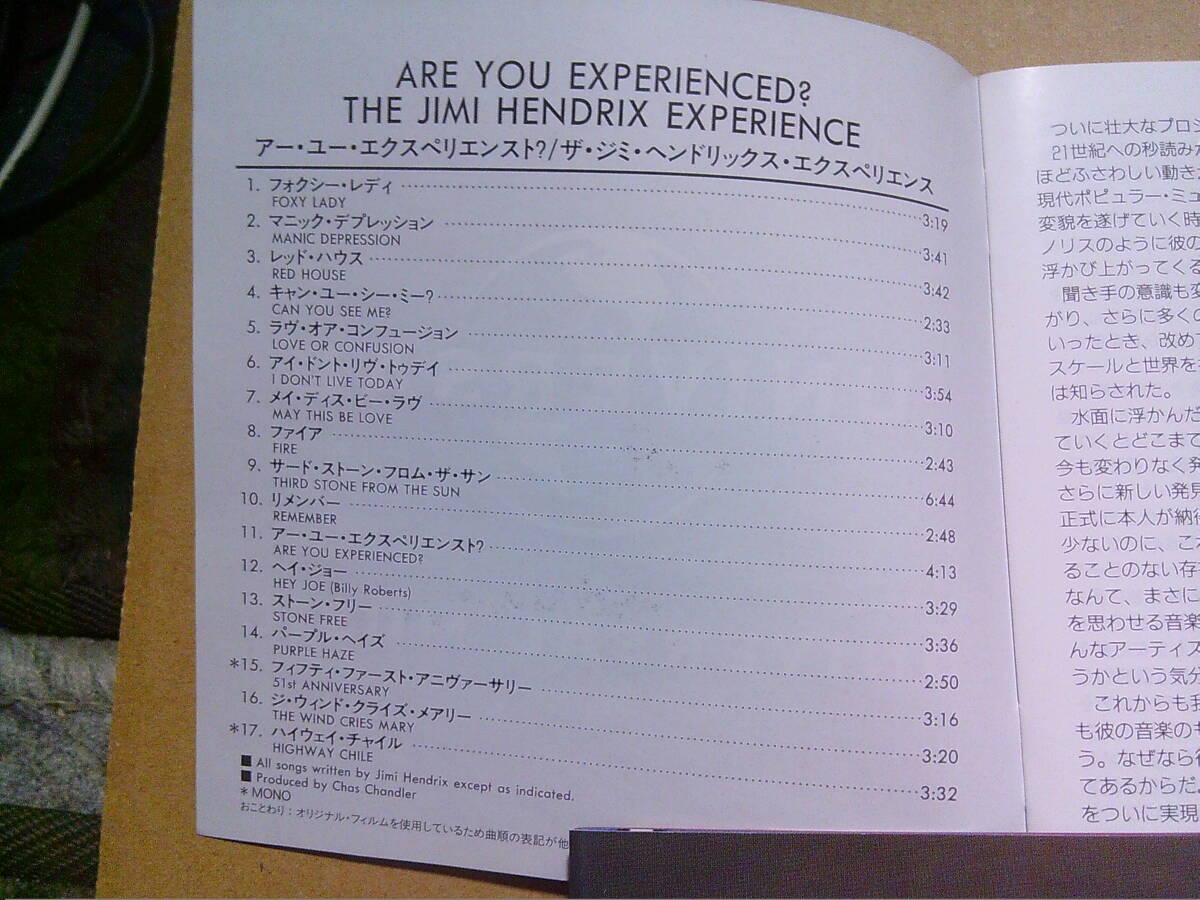 ARE YOU EXPERIENCED?
THE JIMI HENDRIX EXPERIENCE
アー・ユー・エクスペリエンスト?/ザ・ジミ・ヘンドリックス・エクスペリエンス
1. フォクシー・レディ 3:19
FOXY LADY
2. マニック・デプレッション 3:41
MANIC DEPRESSION
3. レッド・ハウス 3:42
RED HOUSE
4. キャン・ユー・シー・ミー? 2:33
CAN YOU SEE ME?
5. ラヴ・オア・コンフュージョン 3:11
LOVE OR CONFUSION
6. アイ・ドント・リヴ・トゥデイ 3:54
I DON'T LIVE TODAY
7. メイ・ディス・ビー・ラヴ 3:10
MAY THIS BE LOVE
8. ファイア 2:43
FIRE
9. サード・ストーン・フロム・ザ・サン 6:44
THIRD STONE FROM THE SUN
10. リメンバー 2:48
REMEMBER
11. アー・ユー・エクスペリエンスト? 4:13
ARE YOU EXPERIENCED?
12. ヘイ・ジョー 3:29
HEY JOE (Billy Roberts)
13. ストーン・フリー 3:36
STONE FREE
14. パープル・ヘイズ 2:50
PURPLE HAZE
*15. フィフティ・ファースト・アニヴァーサリー 3:16
51st ANNIVERSARY
16. ジ・ウィンド・クライズ・メアリー 3:20
THE WIND CRIES MARY
*17. ハイウェイ・チャイル 3:32
HIGHWAY CHILE
■ All songs written by Jimi Hendrix except as indicated.
■ Produced by Chas Chandler
* MONO
おことわり：オリジナル・フィルムを使用しているため曲順の表記が他
ついに壮大なプロジ
21世紀への秒読みが
ほどふさわしい動きが
現代ポピュラー・ミュ
変貌を遂げていく時
ノリスのように彼の
浮かび上がってくる
聞き手の意識も変
がり、さらに多くの
いったとき、改めて
スケールと世界を
は知らされた。
水面に浮かんだ
ていくとどこまで
今も変わりなく発
さらに新しい発見
正式に本人が納得
少ないのに、これ
ることのない存
なんて、まさに
を思わせる音楽
んなアーティス
うかという気分
これからも我
も彼の音楽のも
う。なぜなら彼
てあるからだ。
をついに実現